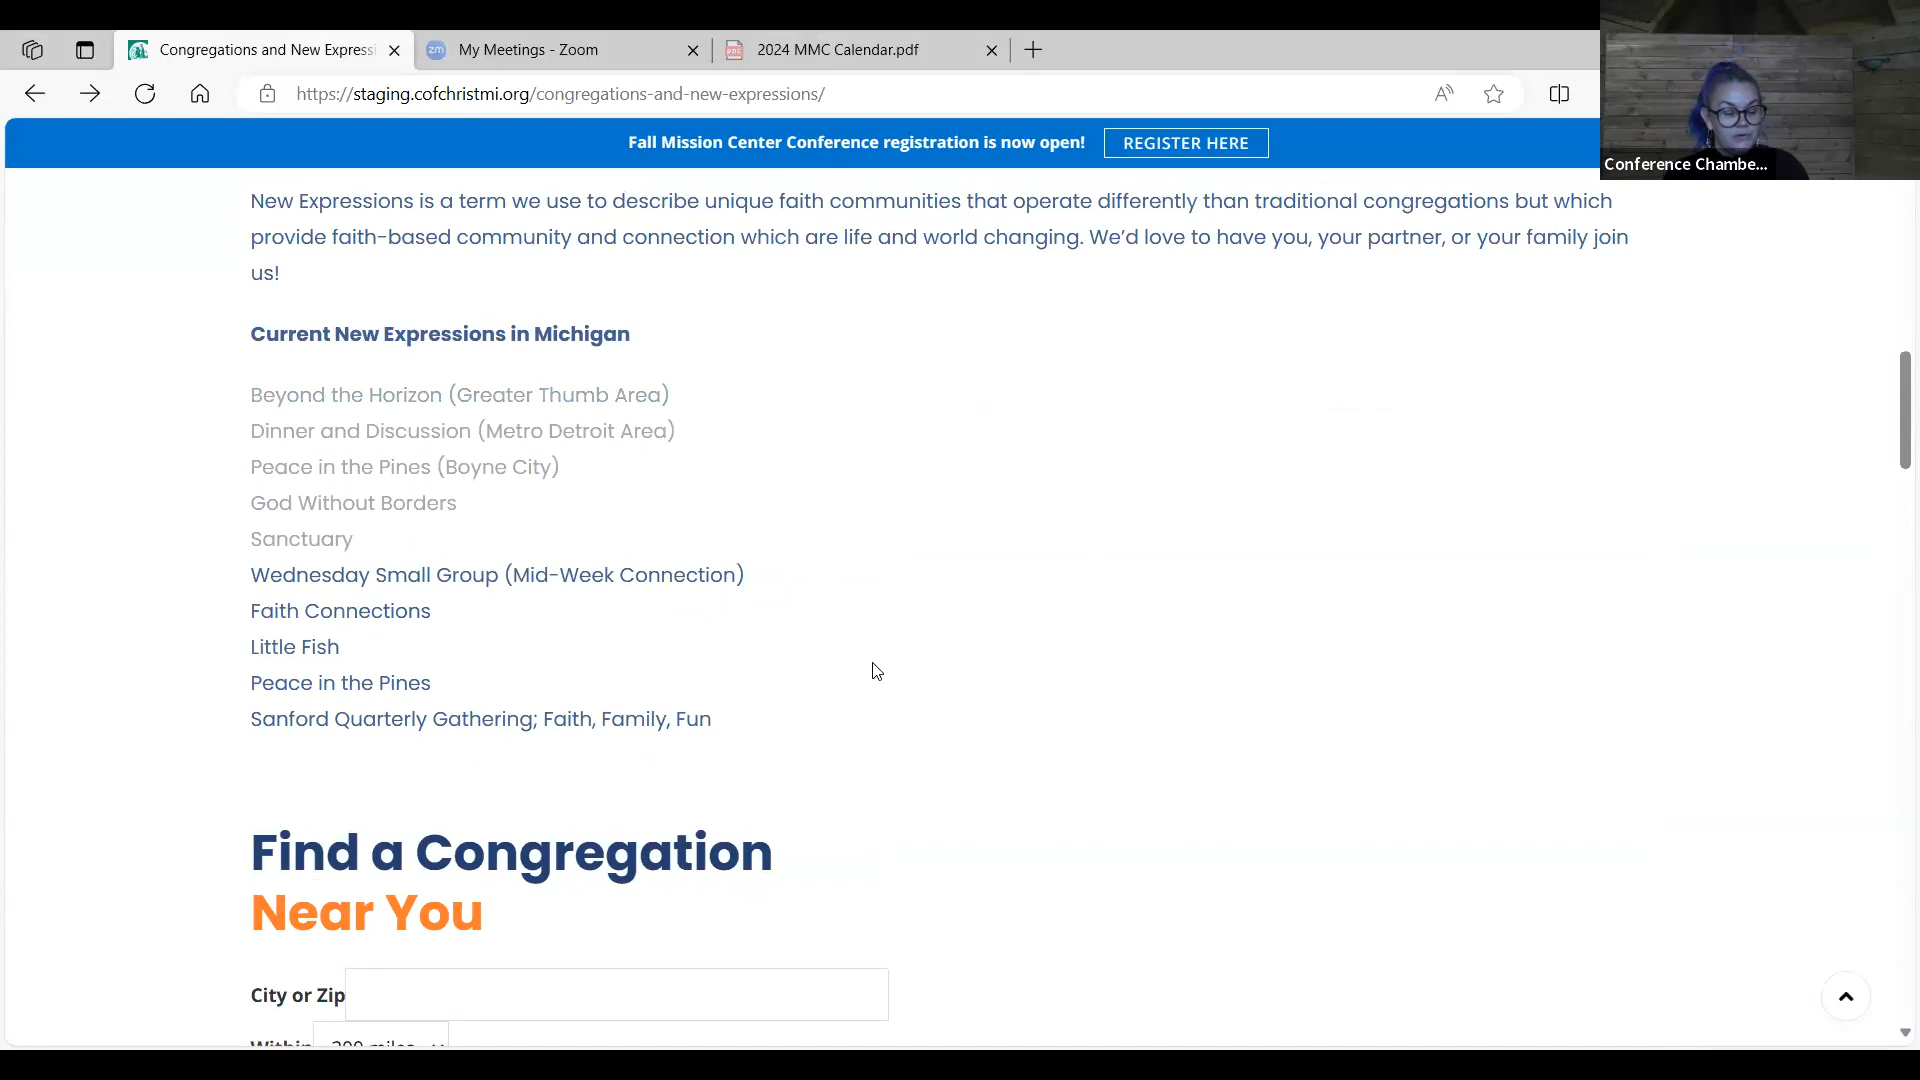 Congregations and New Expressi
My Meetings - Zoom
2024 MMC Calendar.pdf
https://staging.cofchristmi.org/congregations-and-new-expressions/
Fall Mission Center Conference registration is now open!
REGISTER HERE
Conference Chambe...
New Expressions is a term we use to describe unique faith communities that operate differently than traditional congregations but which
provide faith-based community and connection which are life and world changing. We’d love to have you, your partner, or your family join
us!
Current New Expressions in Michigan
Beyond the Horizon (Greater Thumb Area)
Dinner and Discussion (Metro Detroit Area)
Peace in the Pines (Boyne City)
God Without Borders
Sanctuary
Wednesday Small Group (Mid-Week Connection)
Faith Connections
Little Fish
Peace in the Pines
Sanford Quarterly Gathering; Faith, Family, Fun
Find a Congregation
Near You
City or Zip
Within 200 miles